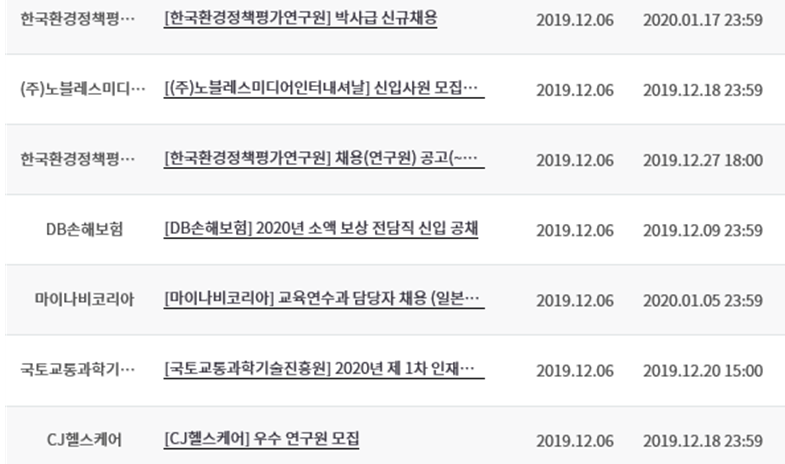 한국환경정책평··· [한국환경정책평가연구원] 박사급 신규채용 2019.12.06 2020.01.17 23:59
(주)노블레스미디··· [(주)노블레스미디어인터내셔날] 신입사원 모집··· 2019.12.06 2019.12.18 23:59
한국환경정책평··· [한국환경정책평가연구원] 채용(연구원) 공고(~··· 2019.12.06 2019.12.27 18:00
DB손해보험 [DB손해보험] 2020년 소액 보상 전담직 신입 공채 2019.12.06 2019.12.09 23:59
마이나비코리아 [마이나비코리아] 교육연수과 담당자 채용 (일본··· 2019.12.06 2020.01.05 23:59
국토교통과학기··· [국토교통과학기술진흥원] 2020년 제 1차 인재··· 2019.12.06 2019.12.20 15:00
CJ헬스케어 [CJ헬스케어] 우수 연구원 모집 2019.12.06 2019.12.18 23:59